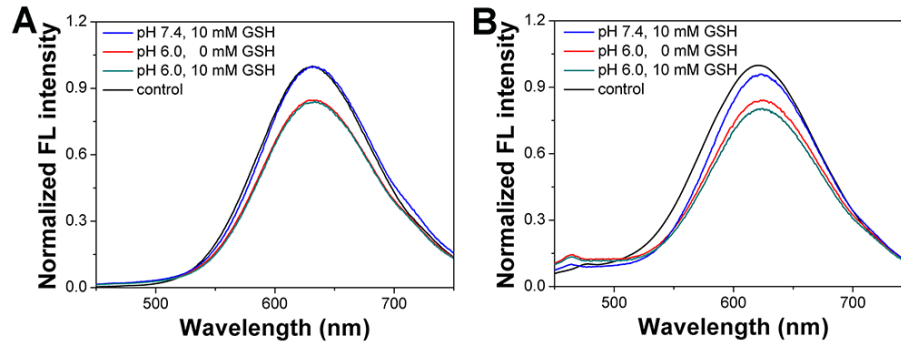 A
Normalized FL intensity
1.2
0.9
0.6
0.3
0.0
pH 7.4, 10 mM GSH
pH 6.0, 0 mM GSH
pH 6.0, 10 mM GSH
control
500
600
700
Wavelength (nm)
B
Normalized FL intensity
1.2
0.9
0.6
0.3
0.0
pH 7.4, 10 mM GSH
pH 6.0, 0 mM GSH
pH 6.0, 10 mM GSH
control
500
600
700
Wavelength (nm)